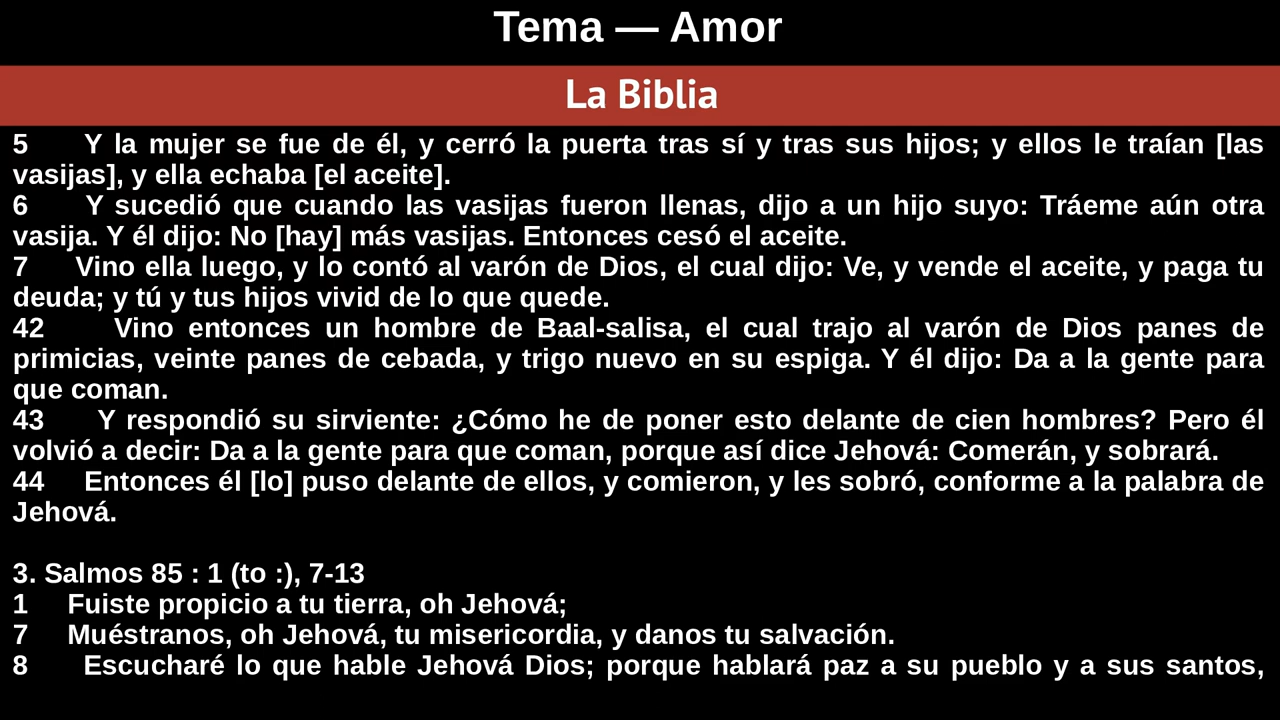 Tema — Amor
La Biblia
5 Y la mujer se fue de él, y cerró la puerta tras sí y tras sus hijos; y ellos le traían [las
vasijas], y ella echaba [el aceite].
6 Y sucedió que cuando las vasijas fueron llenas, dijo a un hijo suyo: Tráeme aún otra
vasija. Y él dijo: No [hay] más vasijas. Entonces cesó el aceite.
7 Vino ella luego, y lo contó al varón de Dios, el cual dijo: Ve, y vende el aceite, y paga tu
deuda; y tú y tus hijos vivid de lo que quede.
42 Vino entonces un hombre de Baal-salisa, el cual trajo al varón de Dios panes de
primicias, veinte panes de cebada, y trigo nuevo en su espiga. Y él dijo: Da a la gente para
que coman.
43 Y respondió su sirviente: ¿Cómo he de poner esto delante de cien hombres? Pero él
volvió a decir: Da a la gente para que coman, porque así dice Jehová: Comerán, y sobrará.
44 Entonces él [lo] puso delante de ellos, y comieron, y les sobró, conforme a la palabra de
Jehová.
3. Salmos 85 : 1 (to :), 7-13
1 Fuiste propicio a tu tierra, oh Jehová;
7 Muéstranos, oh Jehová, tu misericordia, y danos tu salvación.
8 Escucharé lo que hable Jehová Dios; porque hablará paz a su pueblo y a sus santos,